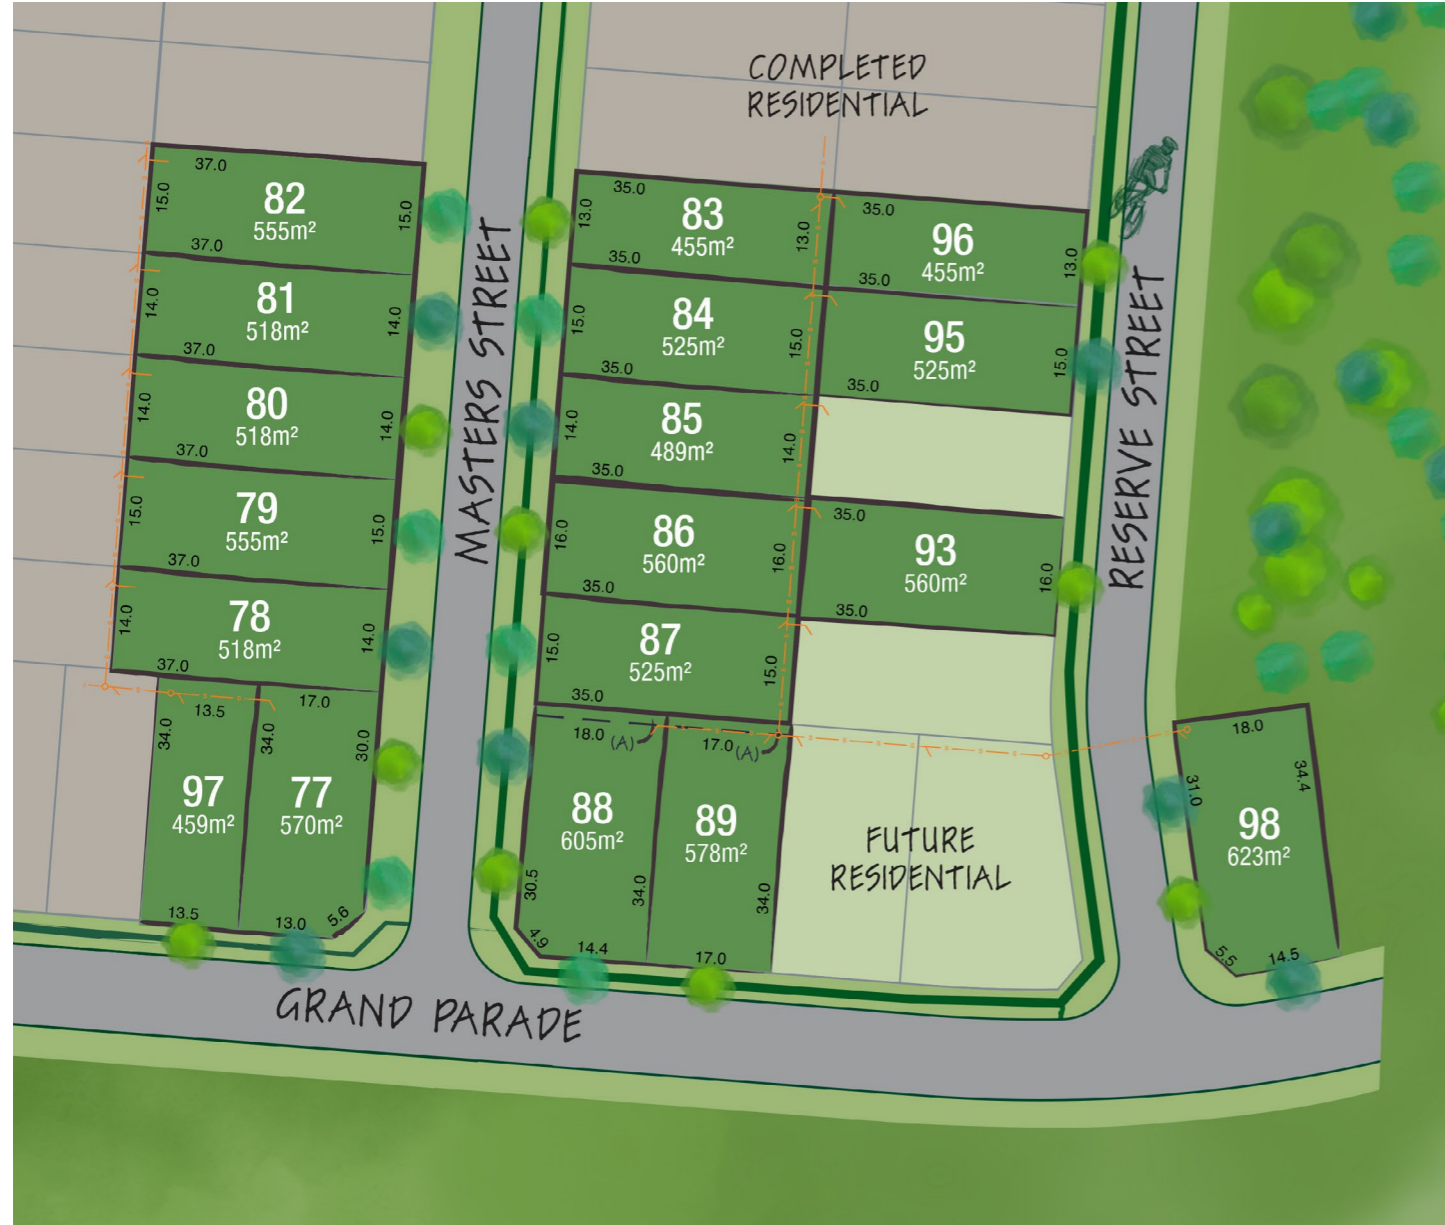 COMPLETED
RESIDENTIAL
37.0
15.0
82
555m²
15.0
37.0
14.0
81
518m²
14.0
37.0
14.0
80
518m²
14.0
37.0
15.0
79
555m²
15.0
37.0
14.0
78
518m²
14.0
37.0
13.5
34.0
97
459m²
13.5
17.0
34.0
77
570m²
30.0
13.0
5.6
MASTERS STREET
35.0
13.0
83
455m²
13.0
35.0
15.0
84
525m²
15.0
35.0
14.0
85
489m²
14.0
35.0
16.0
86
560m²
16.0
35.0
15.0
87
525m²
15.0
35.0
18.0 (A)
88
605m²
30.5
34.0
4.9
14.4
17.0 (A)
89
578m²
34.0
17.0
35.0
96
455m²
13.0
35.0
95
525m²
15.0
35.0
35.0
93
560m²
16.0
35.0
FUTURE
RESIDENTIAL
RESERVE STREET
18.0
31.0
34.4
98
623m²
5.5
14.5
GRAND PARADE